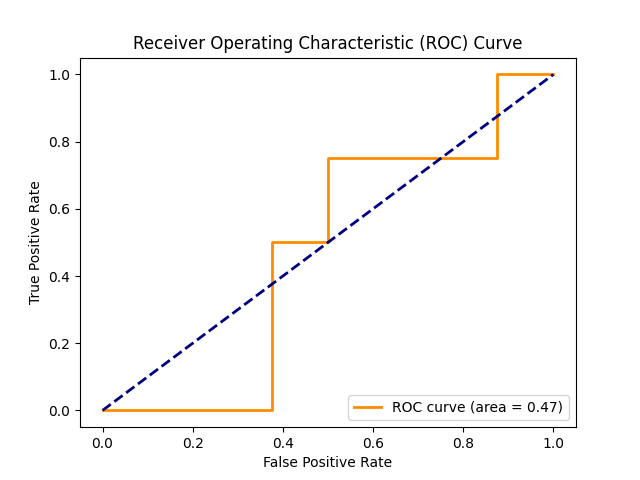 Receiver Operating Characteristic (ROC) Curve
True Positive Rate
1.0
0.8
0.6
0.4
0.2
0.0
ROC curve (area = 0.47)
0.0 0.2 0.4 0.6 0.8 1.0
False Positive Rate